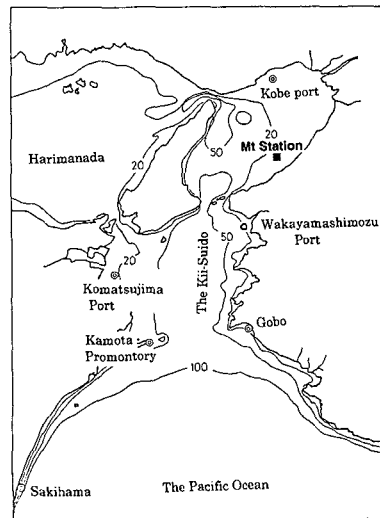 Kobe port
20
Mt Station
50
20
Harimanada
Wakayamashimozu
Port
50
The Kii-Suido
20
Komatsujima
Port
Gobo
Kamota
Promontory
100
Sakihama
The Pacific Ocean